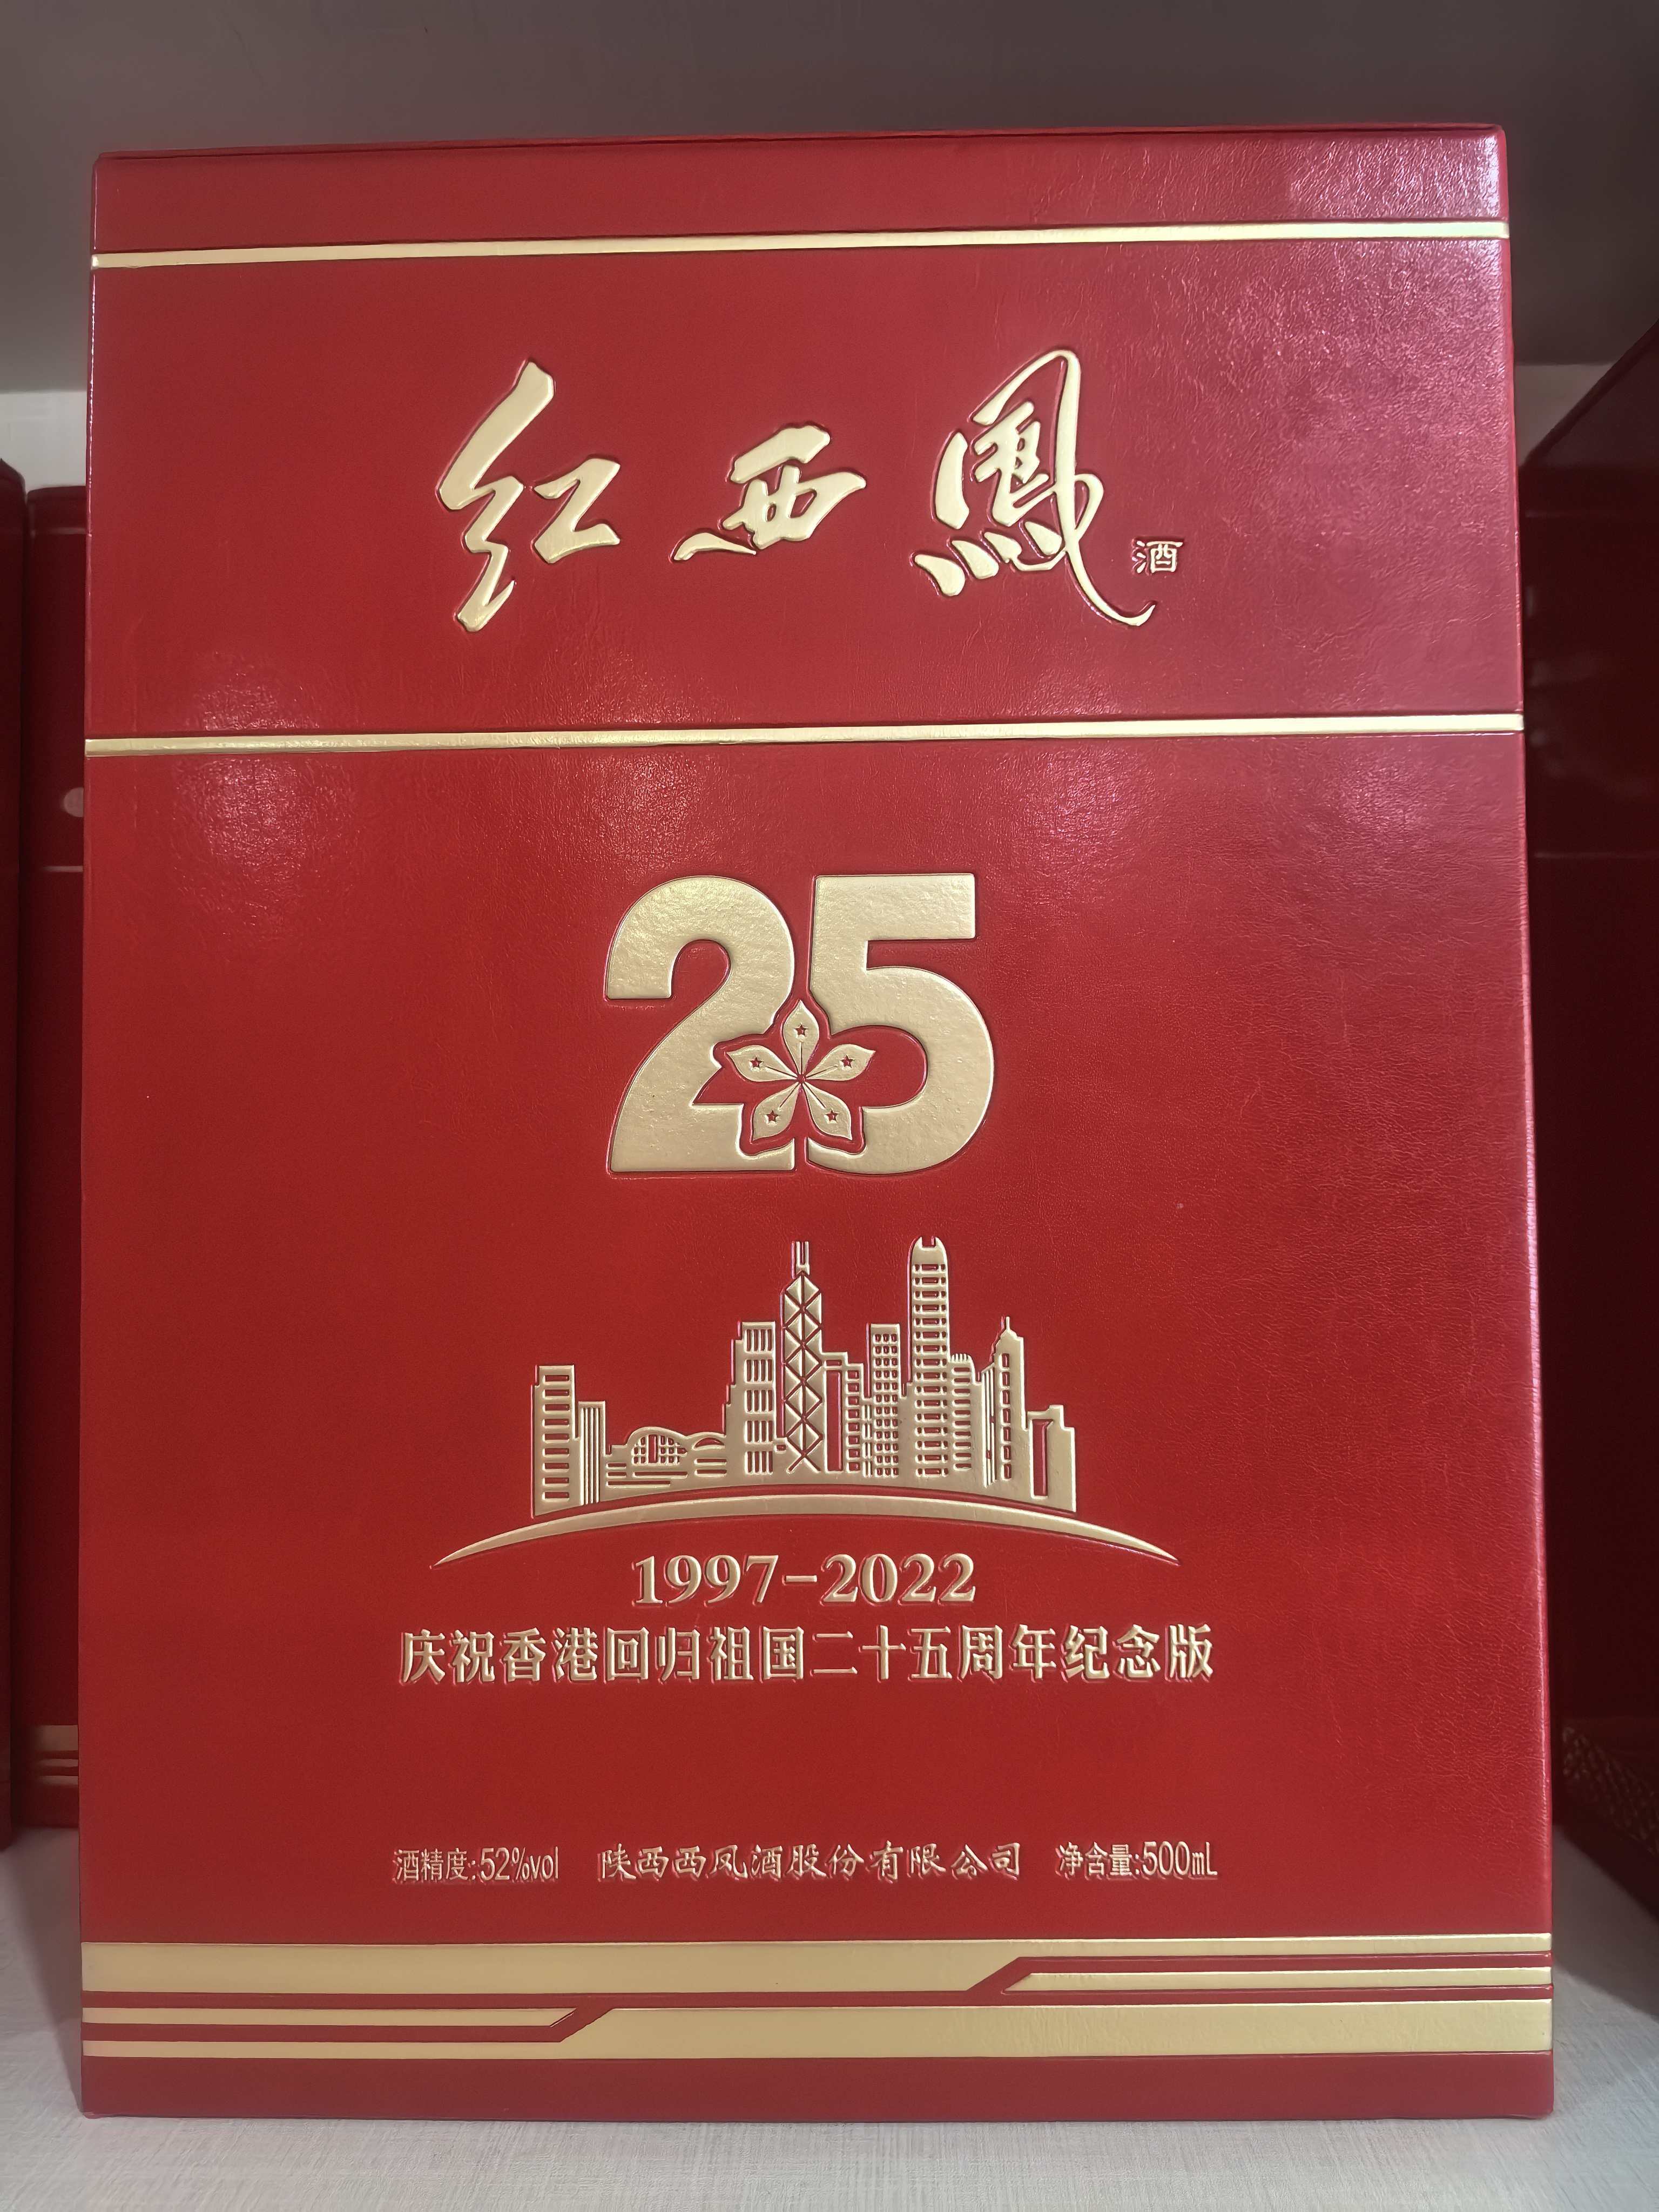 红西鳳酒
25
1997-2022
庆祝香港回归祖国二十五周年纪念版
酒精度:52%vol 陕西西凤酒股份有限公司 净含量:500mL